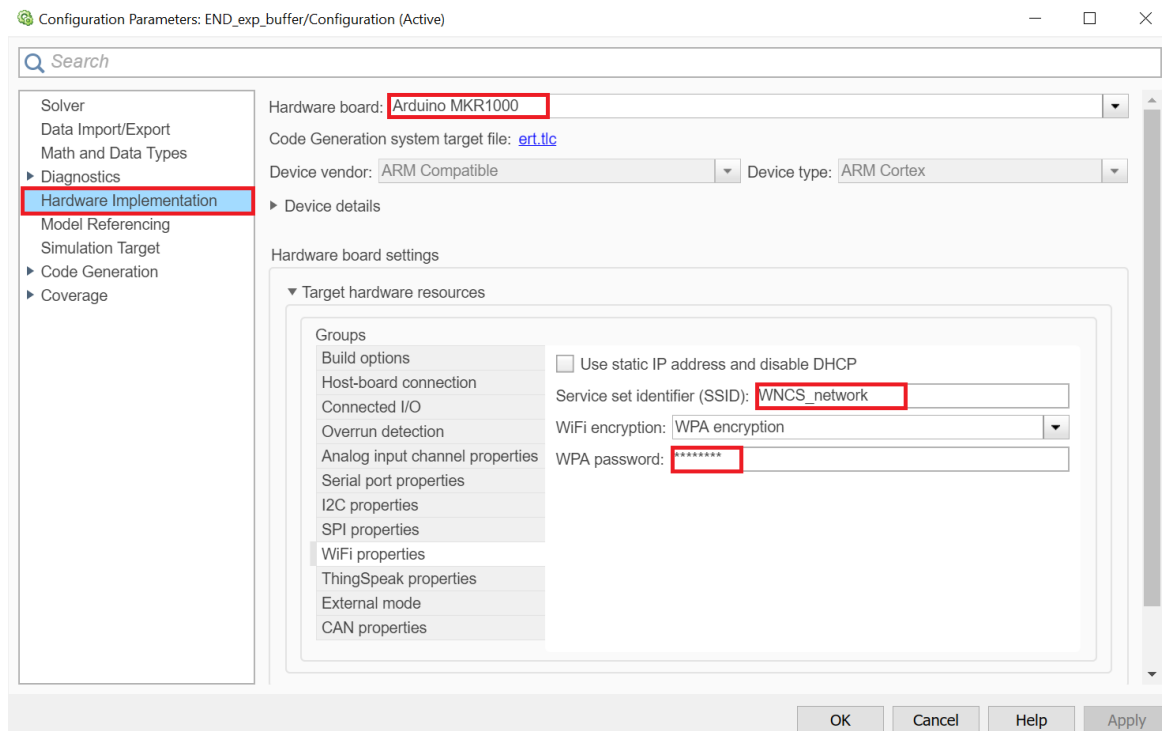 Configuration Parameters: END_exp_buffer/Configuration (Active)
Search
Solver
Data Import/Export
Math and Data Types
Diagnostics
Hardware Implementation
Model Referencing
Simulation Target
Code Generation
Coverage
Hardware board: Arduino MKR1000
Code Generation system target file: ert.tlc
Device vendor: ARM Compatible Device type: ARM Cortex
Device details
Hardware board settings
Target hardware resources
Groups
Build options
Host-board connection
Connected I/O
Overrun detection
Analog input channel properties
Serial port properties
I2C properties
SPI properties
WiFi properties
ThingSpeak properties
External mode
CAN properties
Use static IP address and disable DHCP
Service set identifier (SSID): WNCS_network
WiFi encryption: WPA encryption
WPA password: ********
OK Cancel Help Apply